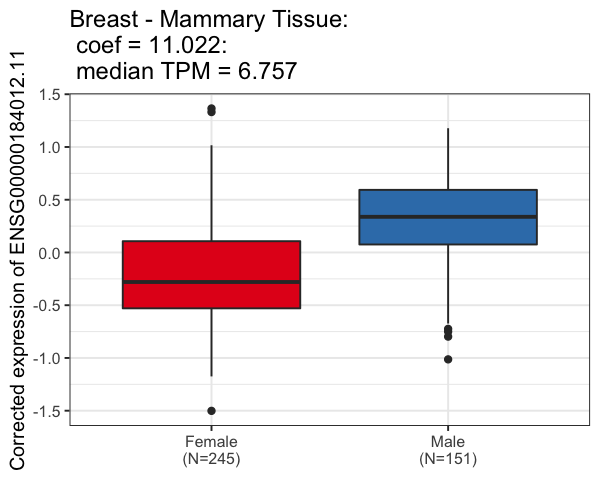 Breast - Mammary Tissue:
coef = 11.022:
median TPM = 6.757
Corrected expression of ENSG00000184012.11
1.5
1.0
0.5
0.0
-0.5
-1.0
-1.5
Female
(N=245)
Male
(N=151)